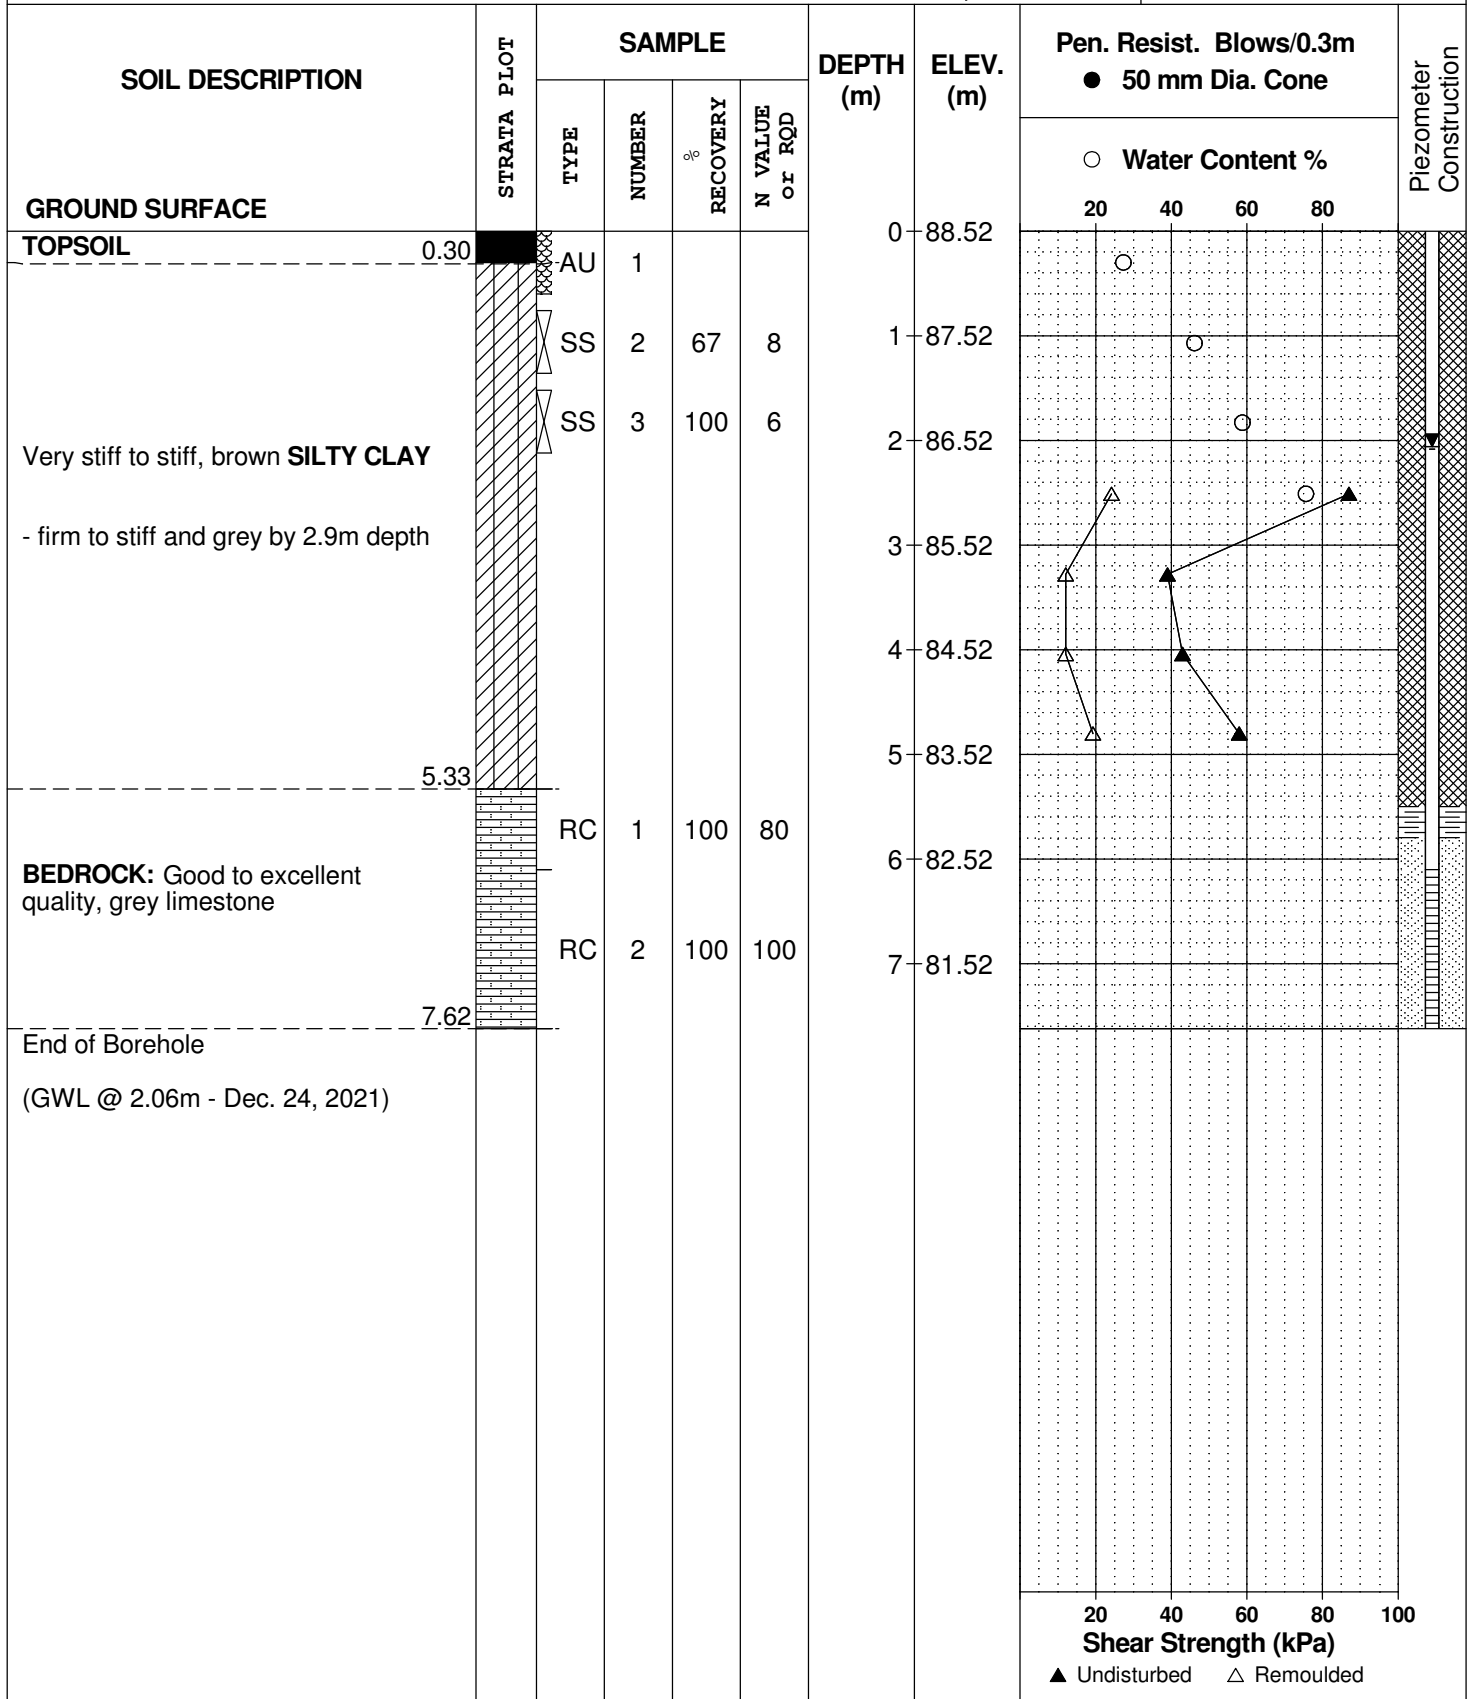 SOIL DESCRIPTION
GROUND SURFACE
STRATA PLOT
SAMPLE
TYPE
NUMBER
%
RECOVERY
N VALUE
or RQD
DEPTH
(m)
ELEV.
(m)
Pen. Resist. Blows/0.3m
● 50 mm Dia. Cone
○ Water Content %
20 40 60 80
Piezometer
Construction
TOPSOIL 0.30
AU 1
0 88.52
SS 2 67 8
1 87.52
SS 3 100 6
2 86.52
Very stiff to stiff, brown SILTY CLAY
- firm to stiff and grey by 2.9m depth
3 85.52
4 84.52
5 83.52
5.33
RC 1 100 80
6 82.52
BEDROCK: Good to excellent
quality, grey limestone
RC 2 100 100
7 81.52
7.62
End of Borehole
(GWL @ 2.06m - Dec. 24, 2021)
20 40 60 80 100
Shear Strength (kPa)
▲ Undisturbed △ Remoulded